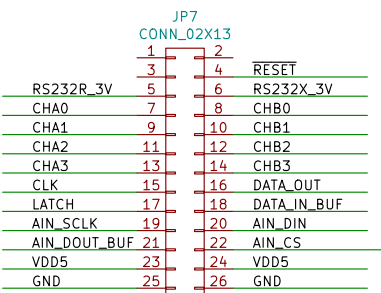 JP7
CONN_02X13
1 2
3 4 RESET
RS232R_3V 5 6 RS232X_3V
CHA0 7 8 CHB0
CHA1 9 10 CHB1
CHA2 11 12 CHB2
CHA3 13 14 CHB3
CLK 15 16 DATA_OUT
LATCH 17 18 DATA_IN_BUF
AIN_SCLK 19 20 AIN_DIN
AIN_DOUT_BUF 21 22 AIN_CS
VDD5 23 24 VDD5
GND 25 26 GND